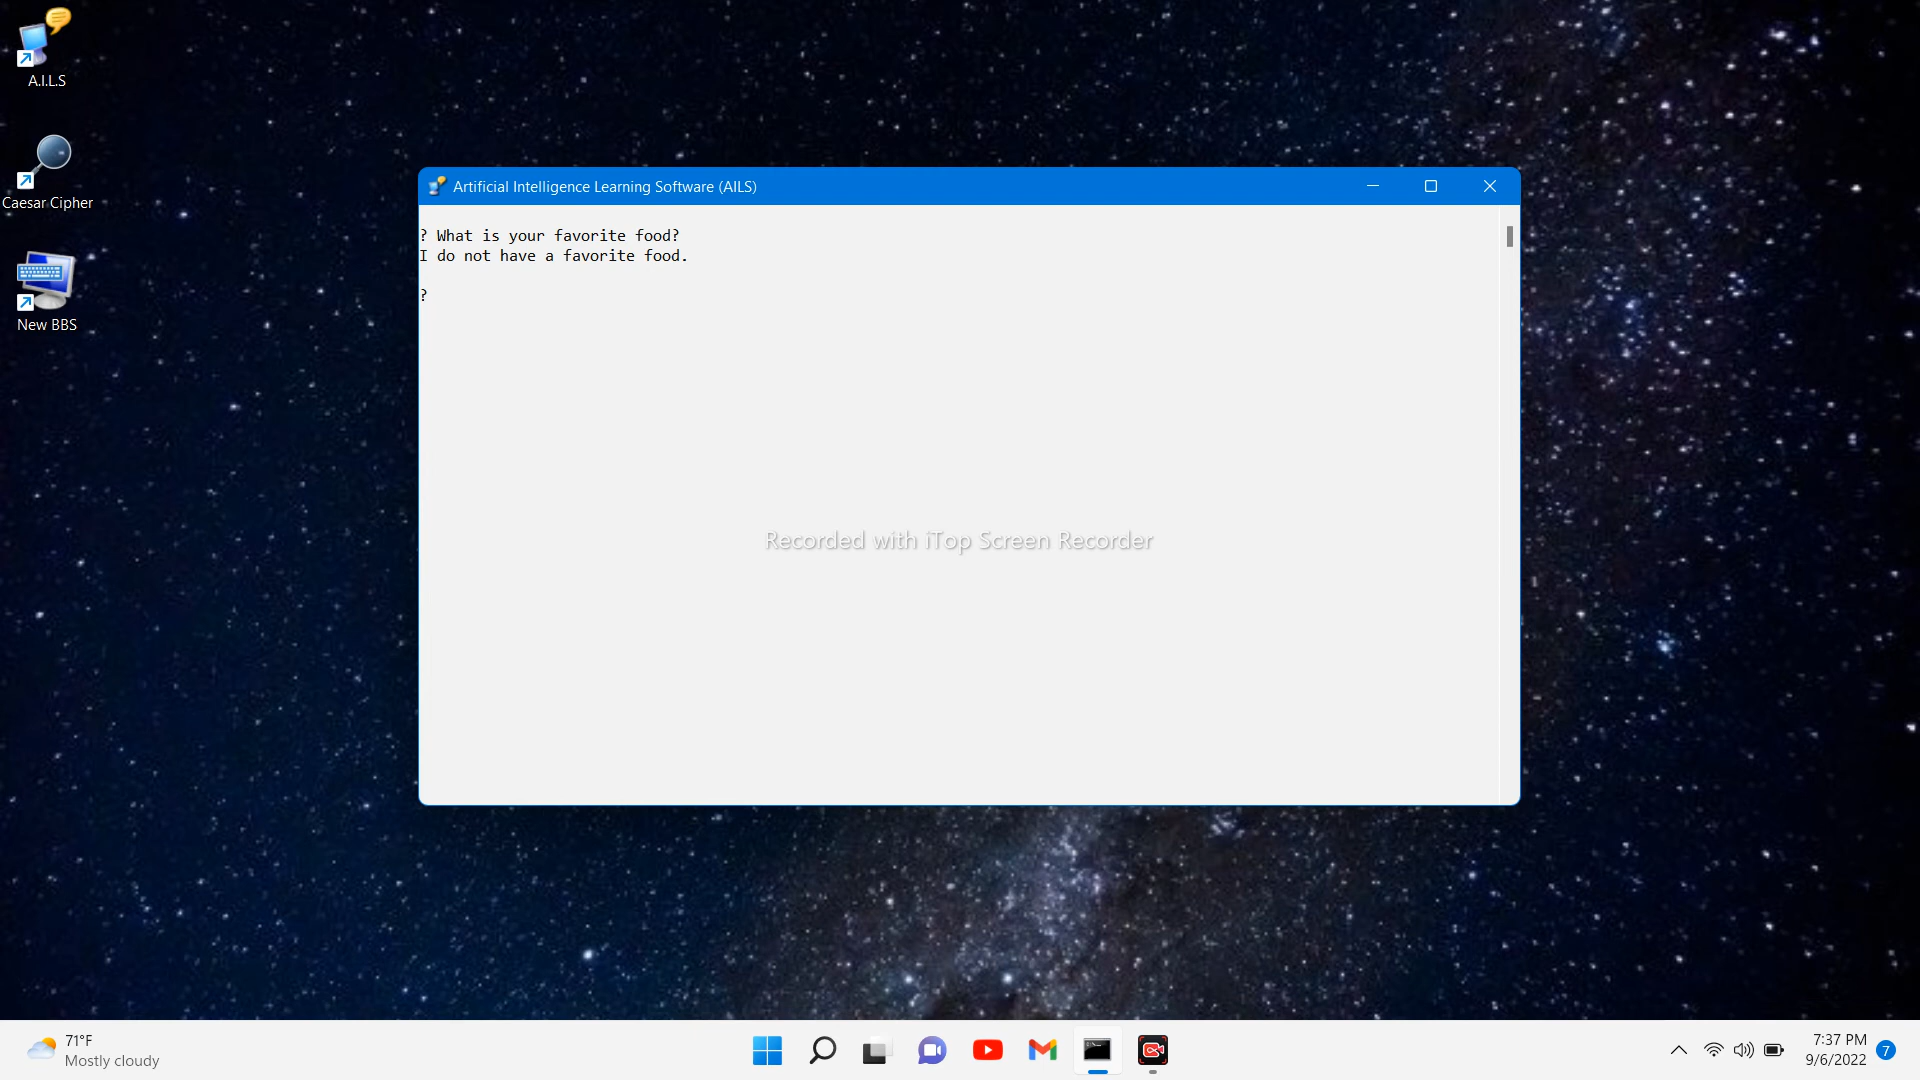 A.I.L.S
Caesar Cipher
New BBS
Artificial Intelligence Learning Software (AILS)
? What is your favorite food?
I do not have a favorite food.
?
Recorded with iTop Screen Recorder
71°F
Mostly cloudy
7:37 PM
9/6/2022
7